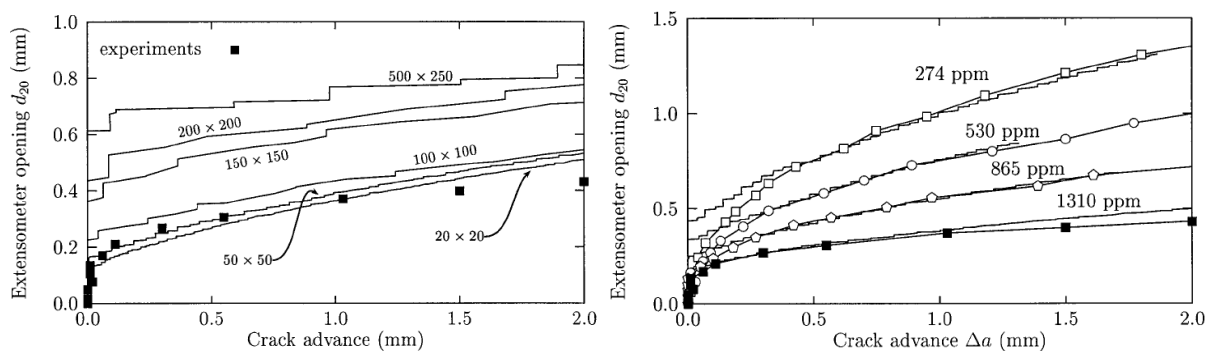 Extensometer opening d₂₀ (mm)
1.0
0.8
0.6
0.4
0.2
0.0
experiments
500 × 250
200 × 200
150 × 150
100 × 100
50 × 50
20 × 20
0.0 0.5 1.0 1.5 2.0
Crack advance (mm)
Extensometer opening d₂₀ (mm)
1.5
1.0
0.5
0.0
274 ppm
530 ppm
865 ppm
1310 ppm
0.0 0.5 1.0 1.5 2.0
Crack advance Δa (mm)